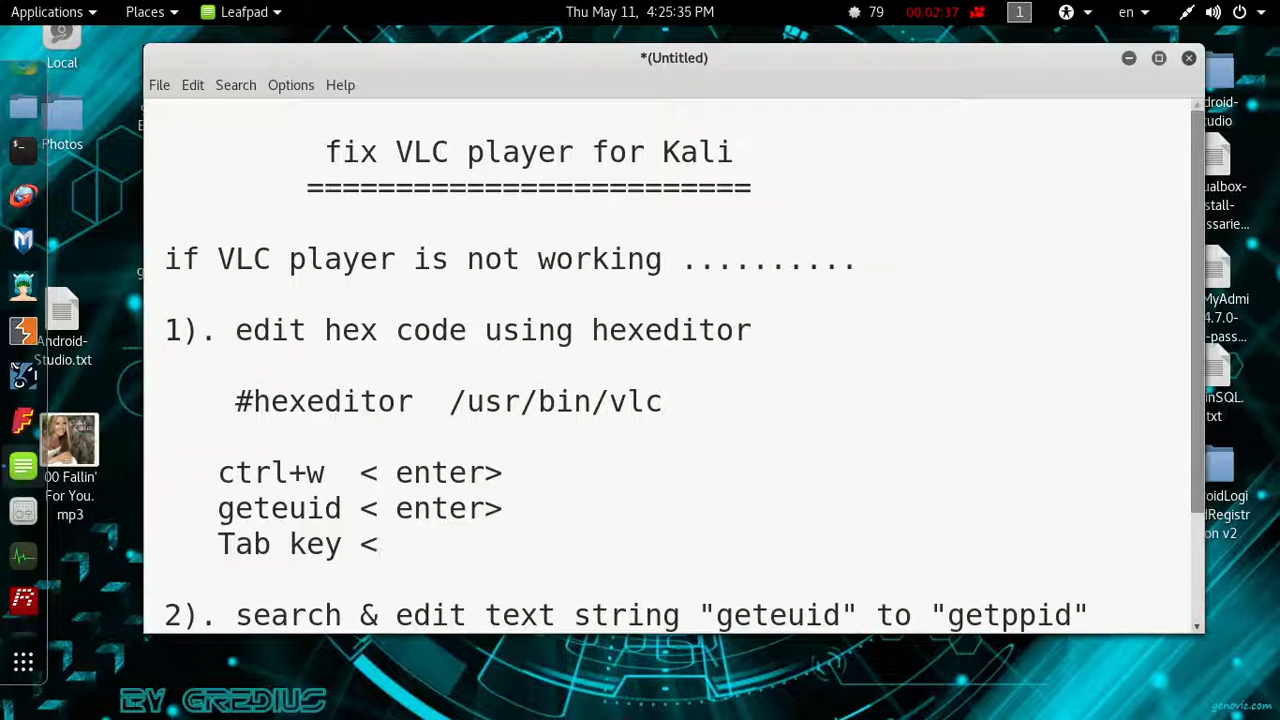 Applications Places Leafpad Thu May 11, 4:25:35 PM 79 00:02:37 1 en
*(Untitled)
File Edit Search Options Help
fix VLC player for Kali
=========================
if VLC player is not working ..........
1). edit hex code using hexeditor
#hexeditor /usr/bin/vlc
ctrl+w < enter>
geteuid < enter>
Tab key <
2). search & edit text string "geteuid" to "getppid"
Local
Photos
Android-
Studio.txt
00 Fallin'
For You.
mp3
BY GREDIUS
genovic.com